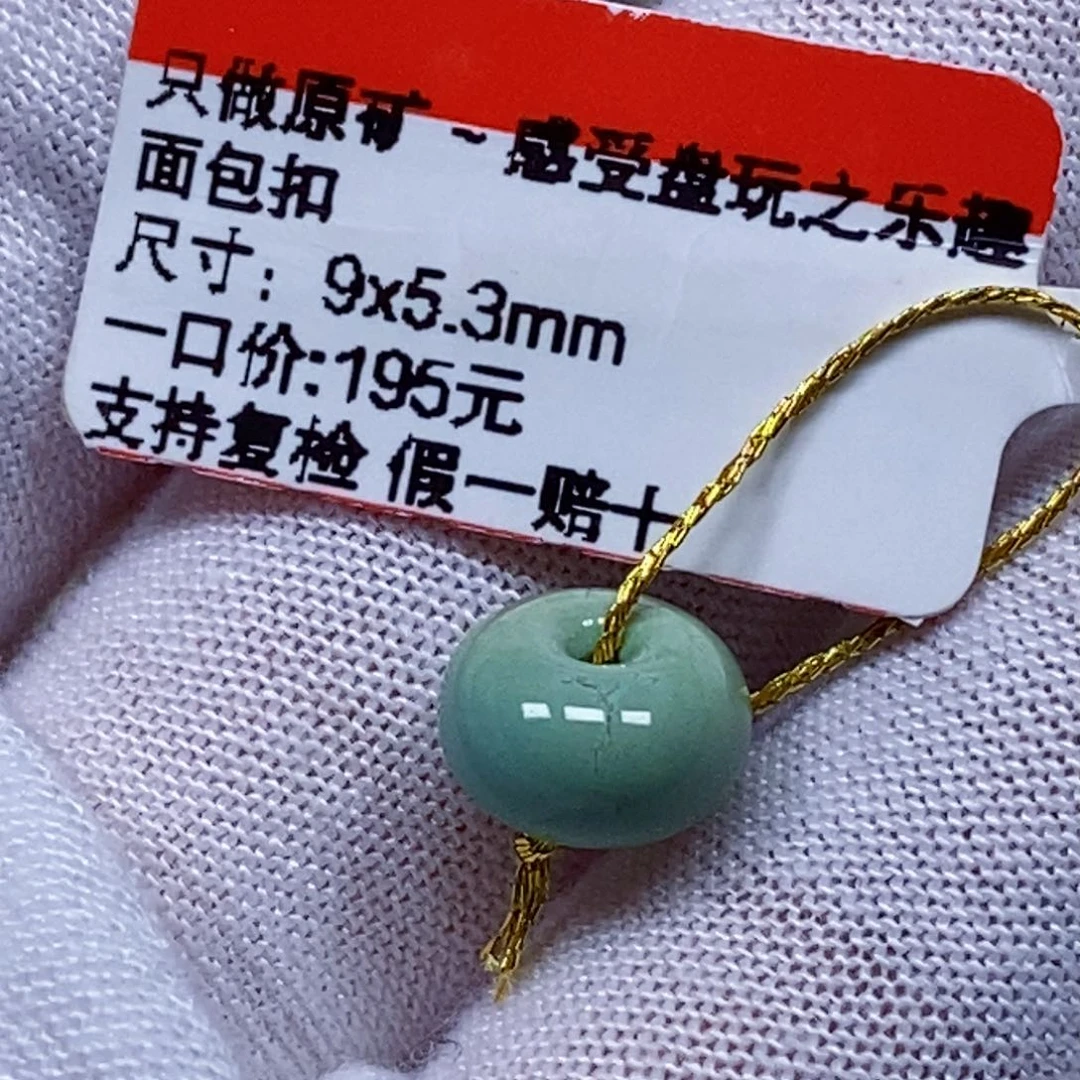 只做原矿~感受盘玩之乐趣
面包扣
尺寸：9x5.3mm
一口价:195元
支持复检 假一赔十